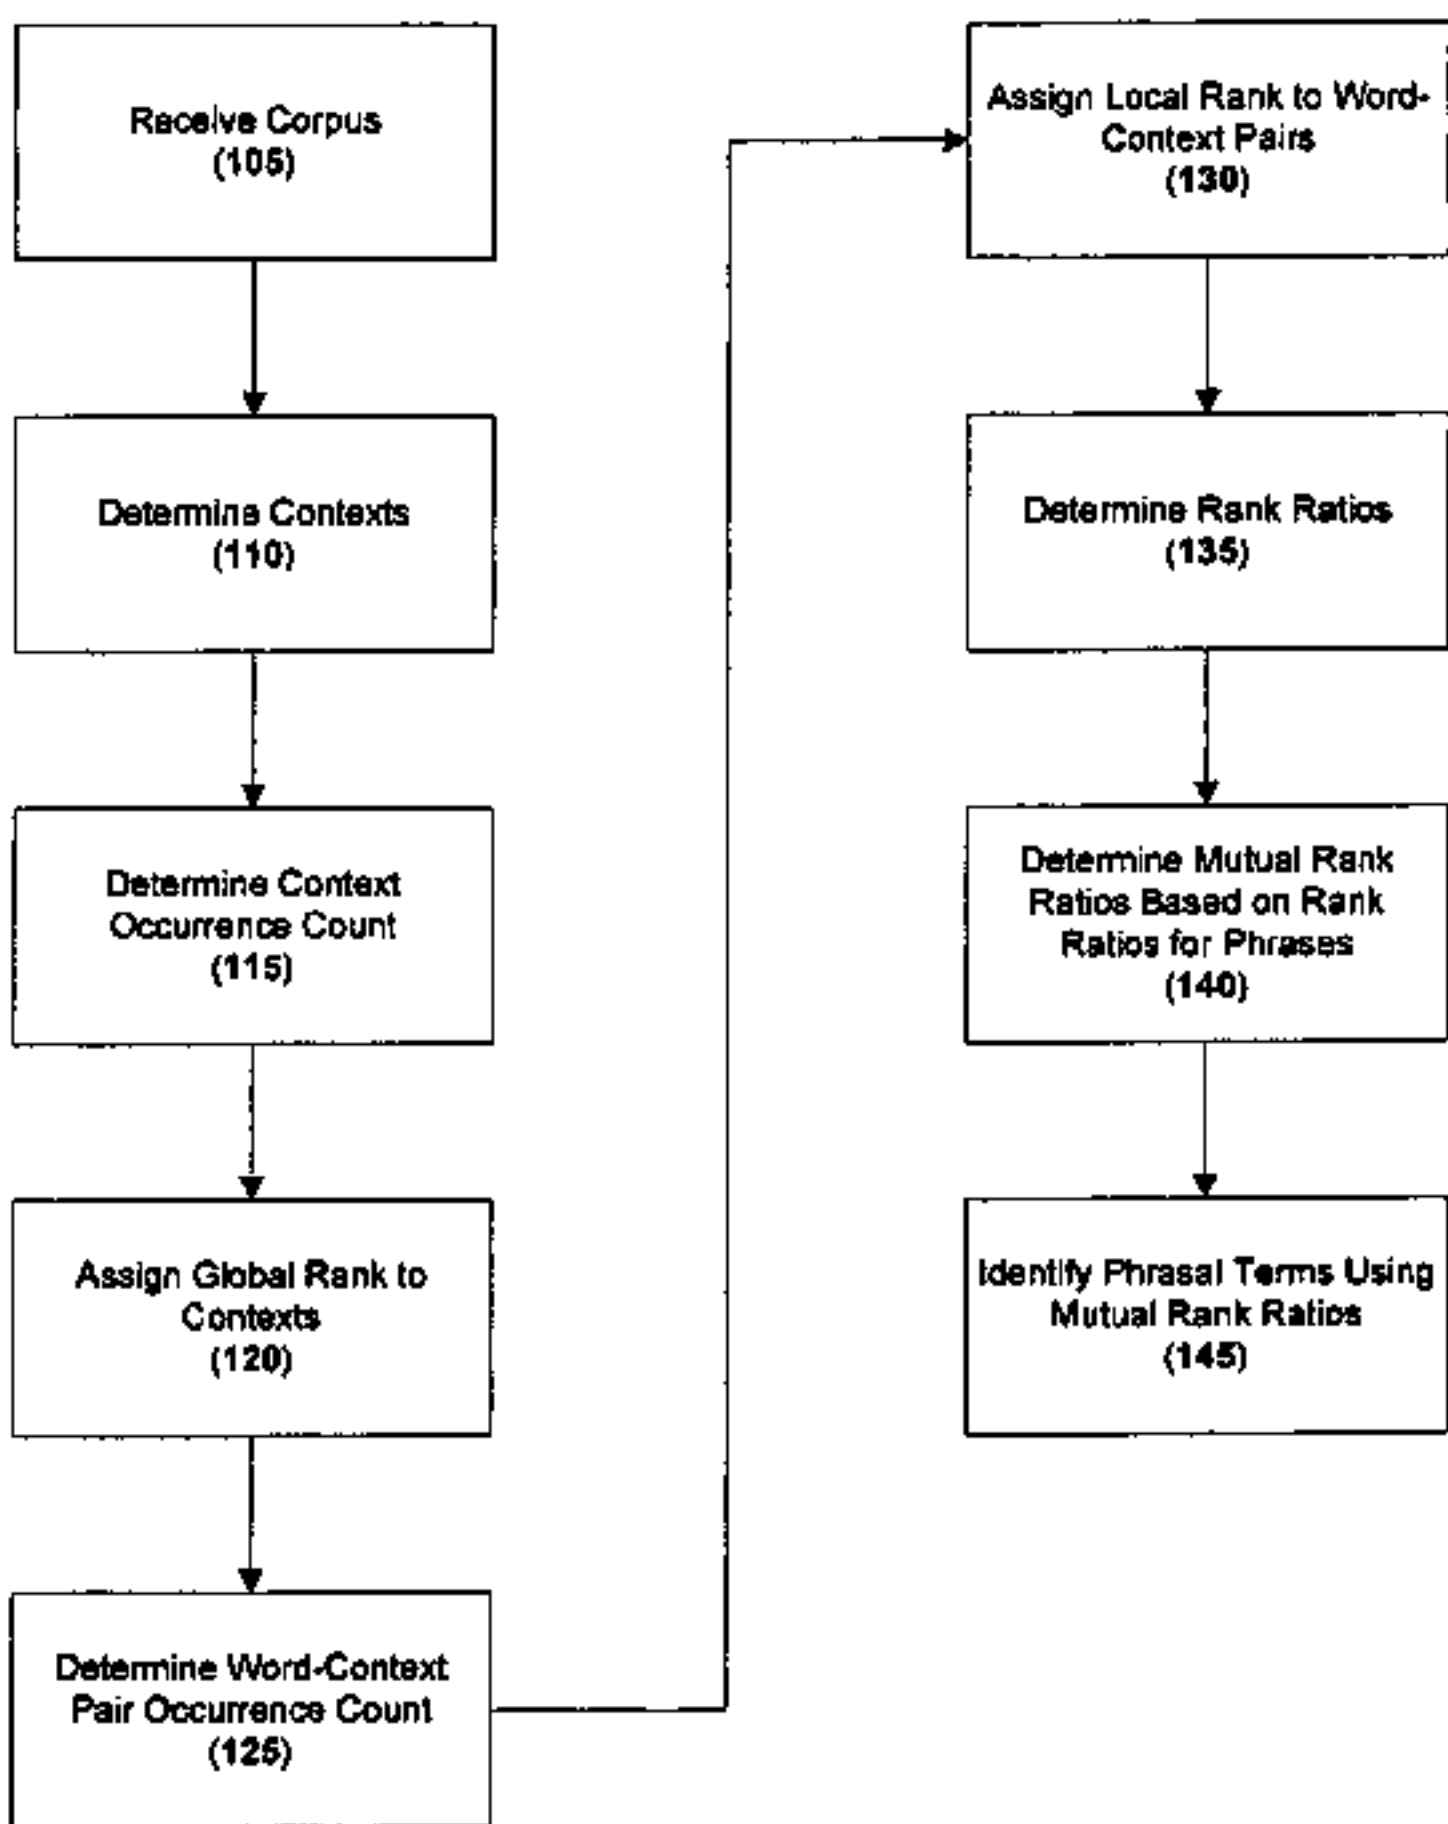 Receive Corpus
(105)
Determine Contexts
(110)
Determine Context
Occurrence Count
(115)
Assign Global Rank to
Contexts
(120)
Determine Word-Context
Pair Occurrence Count
(125)
Assign Local Rank to Word-
Context Pairs
(130)
Determine Rank Ratios
(135)
Determine Mutual Rank
Ratios Based on Rank
Ratios for Phrases
(140)
Identify Phrasal Terms Using
Mutual Rank Ratios
(145)